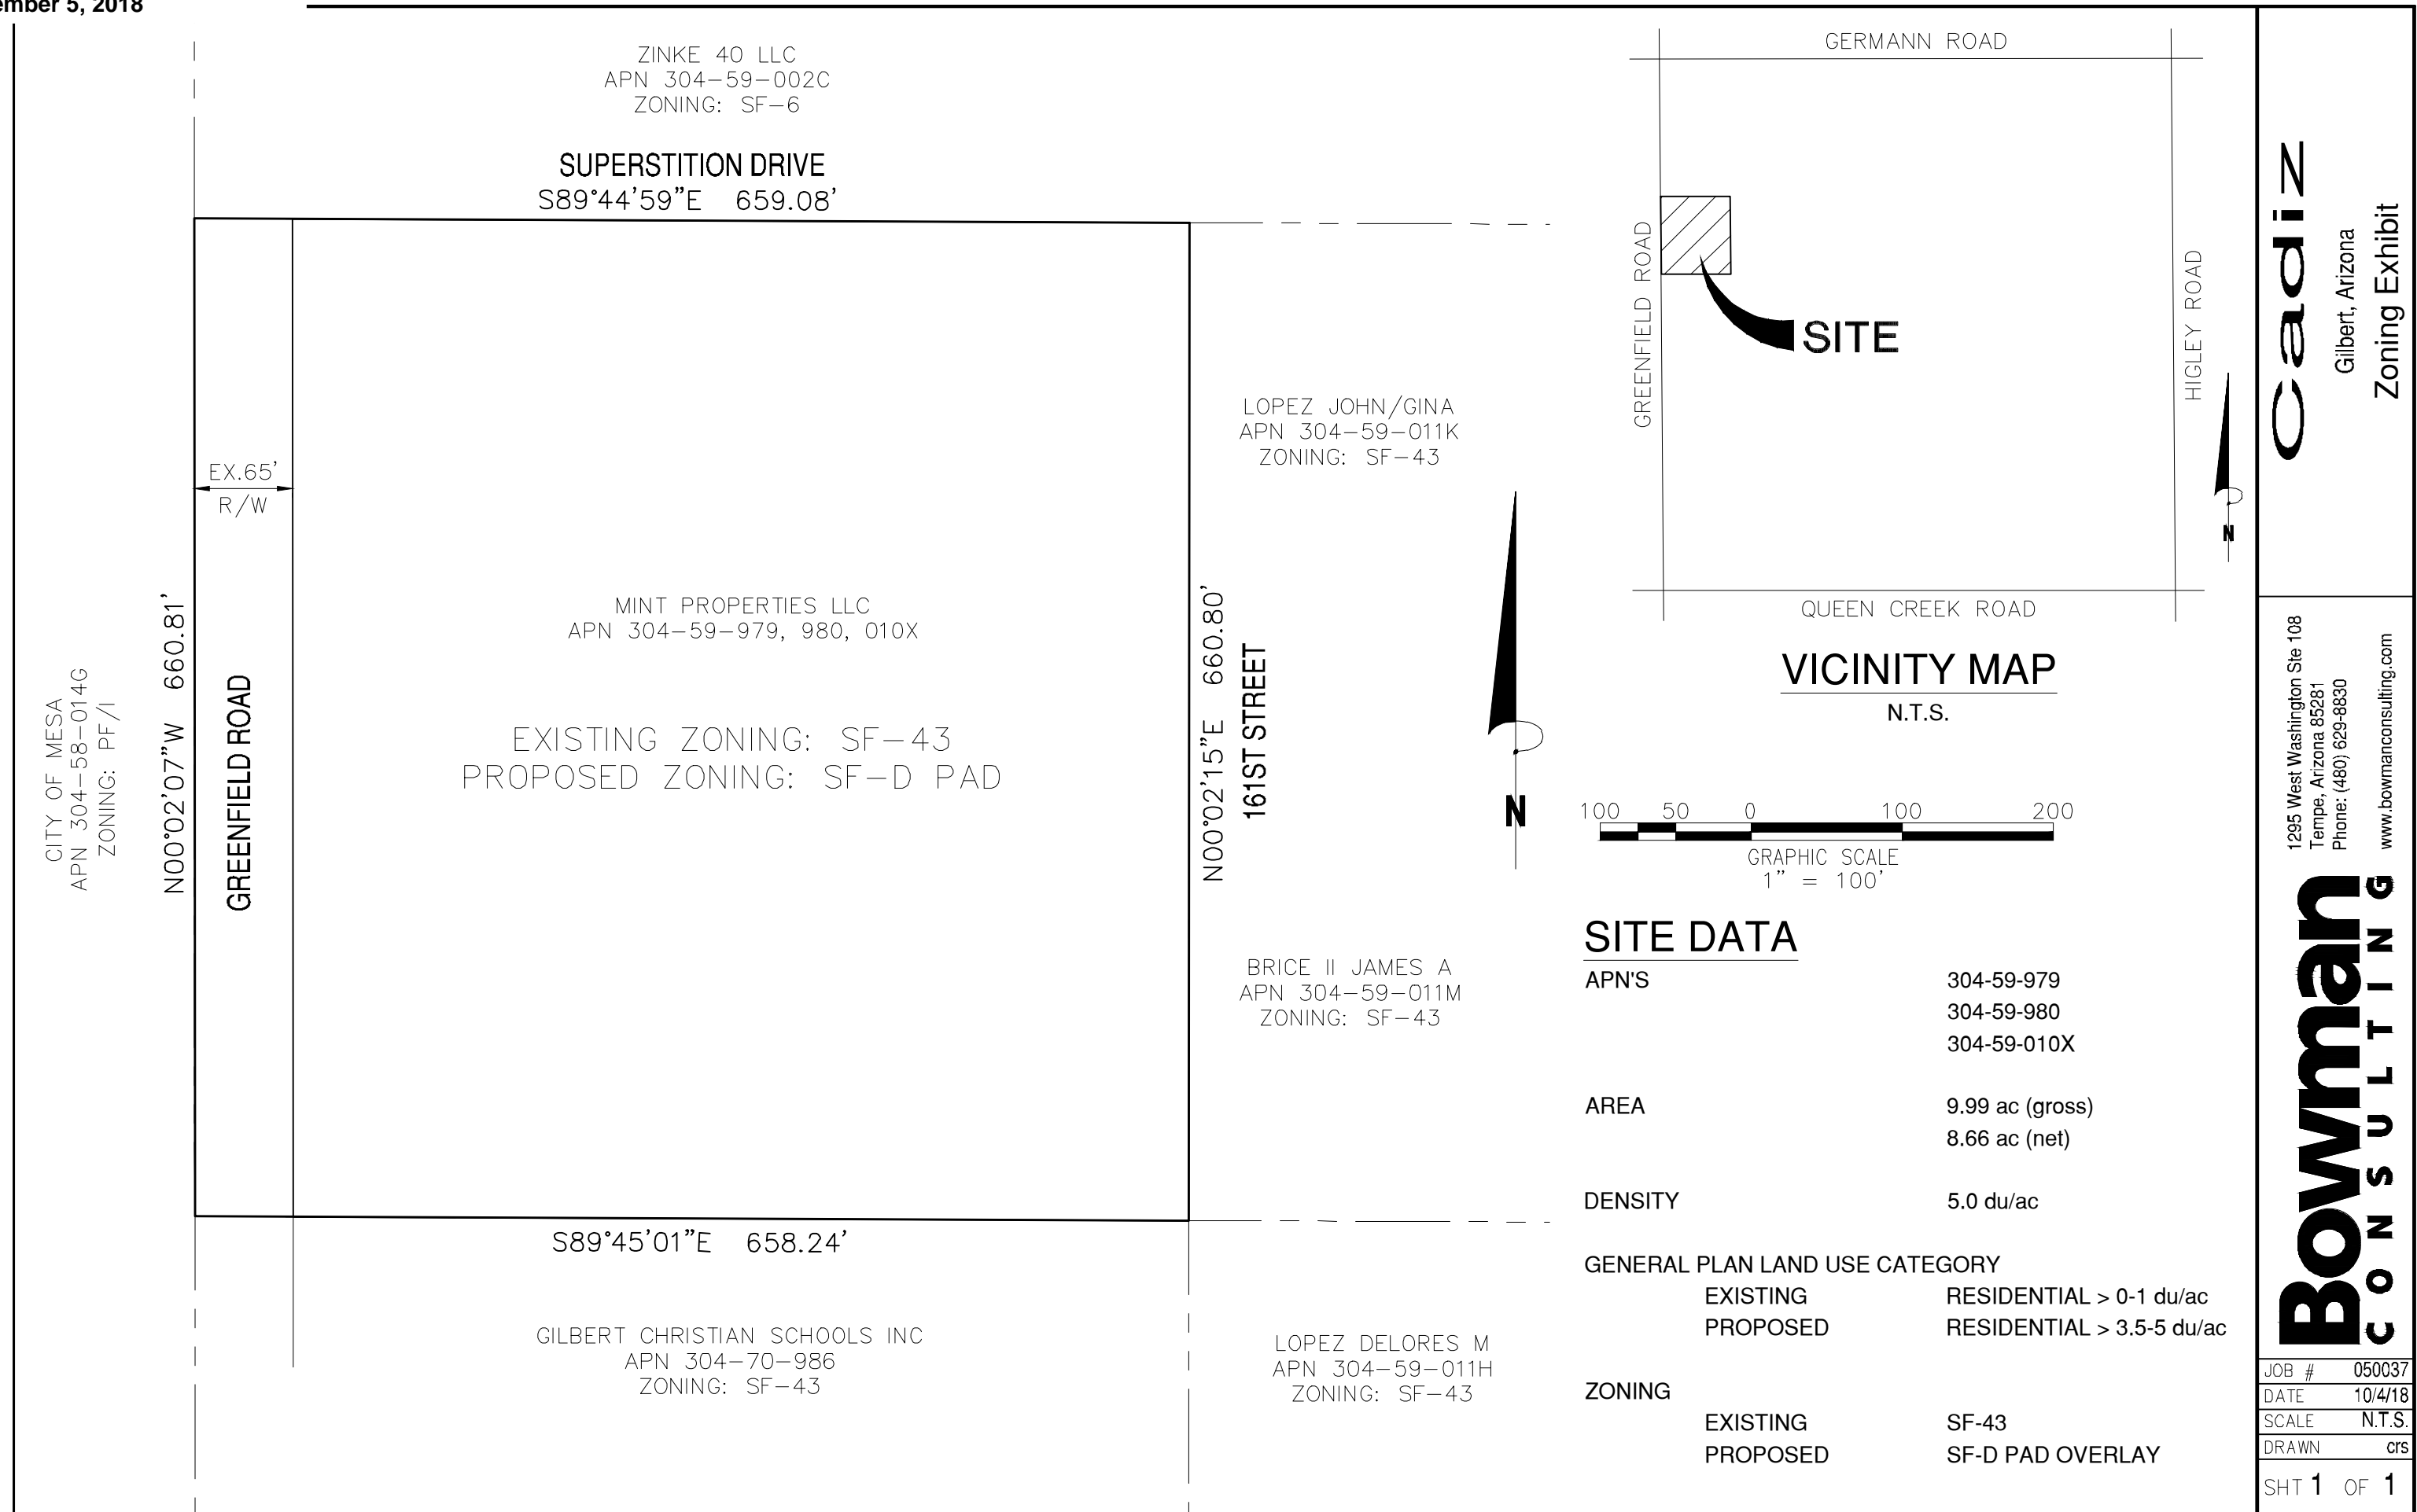 ember 5, 2018
ZINKE 40 LLC
APN 304-59-002C
ZONING: SF-6
SUPERSTITION DRIVE
S89°44'59"E 659.08'
EX.65'
R/W
CITY OF MESA
APN 304-58-014G
ZONING: PF/I
N00°02'07"W 660.81'
GREENFIELD ROAD
MINT PROPERTIES LLC
APN 304-59-979, 980, 010X
EXISTING ZONING: SF-43
PROPOSED ZONING: SF-D PAD
N00°02'15"E 660.80'
161ST STREET
LOPEZ JOHN/GINA
APN 304-59-011K
ZONING: SF-43
BRICE II JAMES A
APN 304-59-011M
ZONING: SF-43
S89°45'01"E 658.24'
GILBERT CHRISTIAN SCHOOLS INC
APN 304-70-986
ZONING: SF-43
LOPEZ DELORES M
APN 304-59-011H
ZONING: SF-43
N
GERMANN ROAD
GREENFIELD ROAD
SITE
HIGLEY ROAD
N
QUEEN CREEK ROAD
VICINITY MAP
N.T.S.
100 50 0 100 200
GRAPHIC SCALE
1" = 100'
SITE DATA
APN'S 304-59-979
304-59-980
304-59-010X
AREA 9.99 ac (gross)
8.66 ac (net)
DENSITY 5.0 du/ac
GENERAL PLAN LAND USE CATEGORY
EXISTING RESIDENTIAL > 0-1 du/ac
PROPOSED RESIDENTIAL > 3.5-5 du/ac
ZONING
EXISTING SF-43
PROPOSED SF-D PAD OVERLAY
Cadiz
Gilbert, Arizona
Zoning Exhibit
1295 West Washington Ste 108
Tempe, Arizona 85281
Phone: (480) 629-8830
www.bowmanconsulting.com
Bowman
CONSULTING
JOB # 050037
DATE 10/4/18
SCALE N.T.S.
DRAWN crs
SHT 1 OF 1